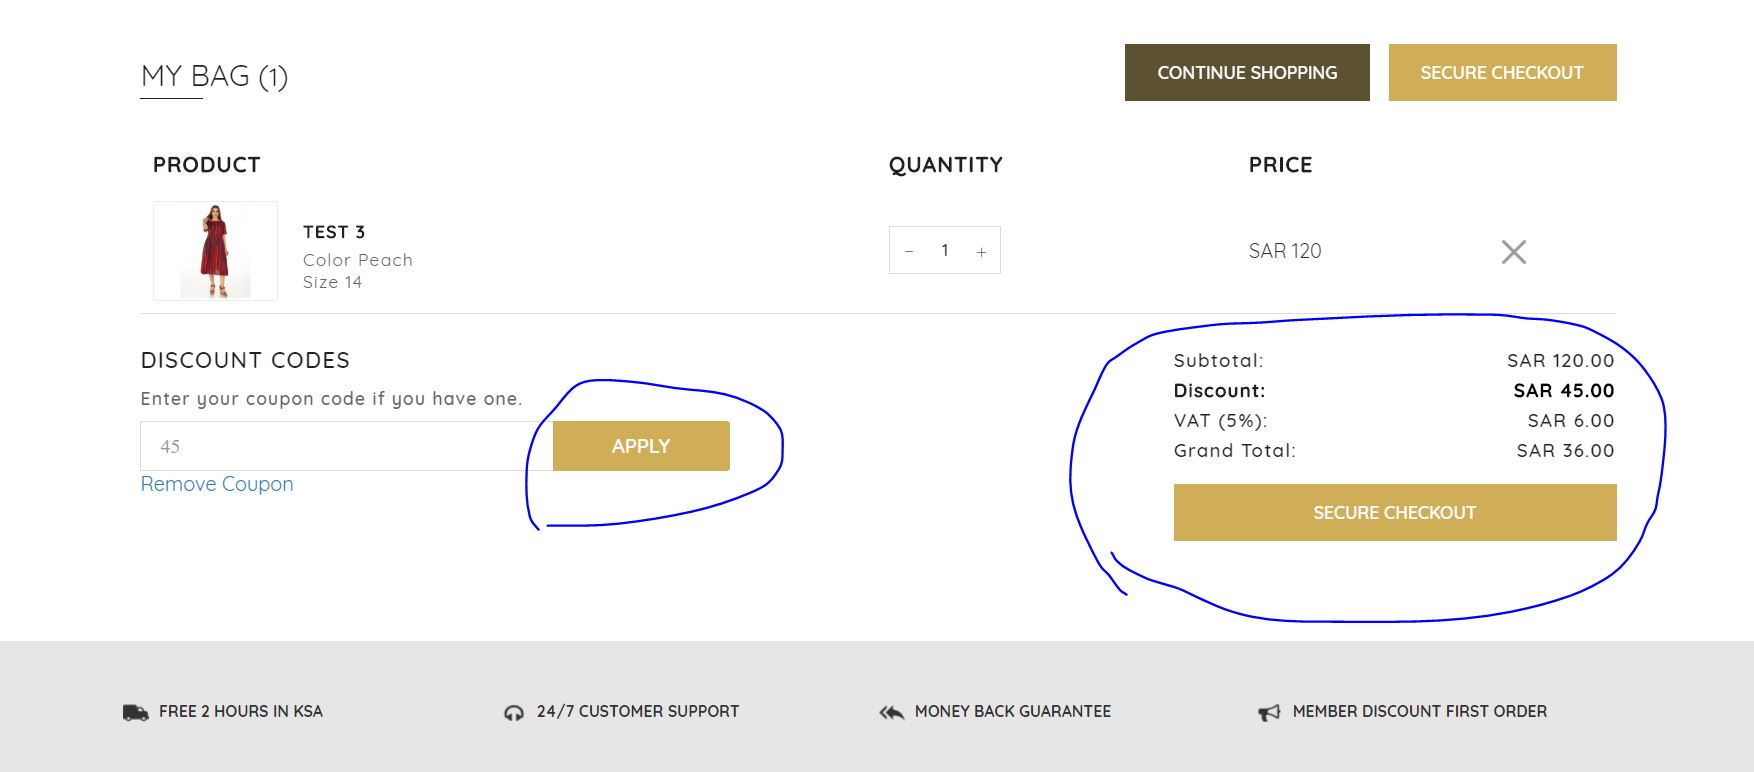 MY BAG (1)
CONTINUE SHOPPING
SECURE CHECKOUT
PRODUCT
QUANTITY
PRICE
TEST 3
Color Peach
Size 14
− 1 +
SAR 120
DISCOUNT CODES
Enter your coupon code if you have one.
45
APPLY
Remove Coupon
Subtotal: SAR 120.00
Discount: SAR 45.00
VAT (5%): SAR 6.00
Grand Total: SAR 36.00
SECURE CHECKOUT
FREE 2 HOURS IN KSA
24/7 CUSTOMER SUPPORT
MONEY BACK GUARANTEE
MEMBER DISCOUNT FIRST ORDER